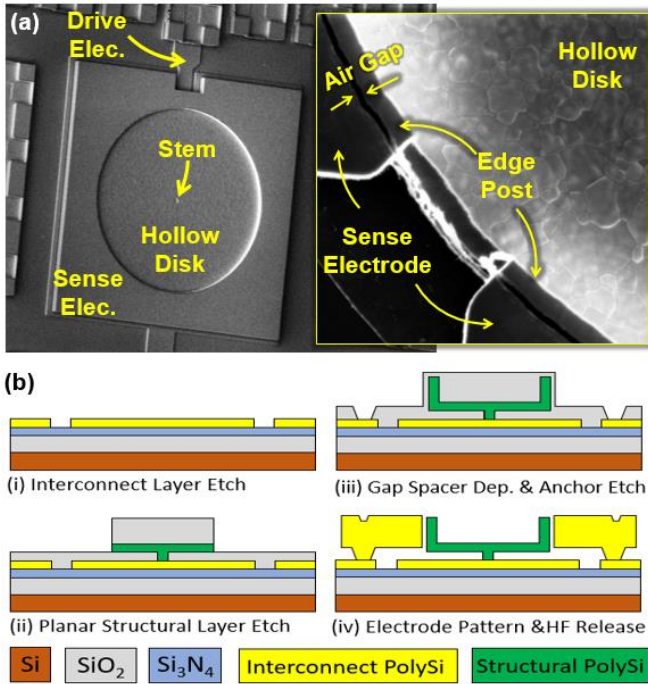 (a)
Drive
Elec.
Stem
Hollow
Disk
Sense
Elec.
Air Gap
Hollow
Disk
Edge
Post
Sense
Electrode
(b)
(i) Interconnect Layer Etch
(ii) Planar Structural Layer Etch
(iii) Gap Spacer Dep. & Anchor Etch
(iv) Electrode Pattern &HF Release
Si
SiO₂
Si₃N₄
Interconnect PolySi
Structural PolySi